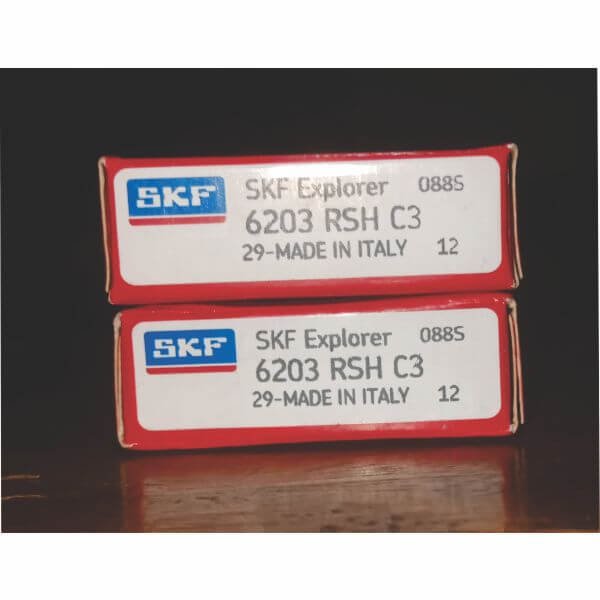 SKF
SKF Explorer 088S
6203 RSH C3
29-MADE IN ITALY 12
SKF
SKF Explorer 088S
6203 RSH C3
29-MADE IN ITALY 12